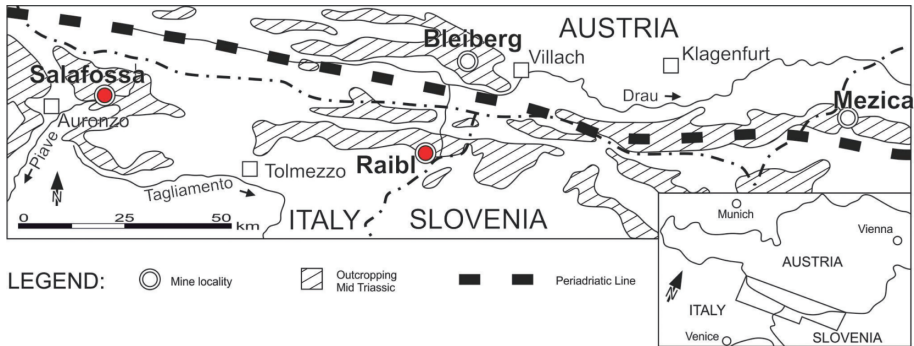 AUSTRIA
Bleiberg
Villach
Klagenfurt
Salafossa
Drau
Mezica
Auronzo
Piave
Raibl
Tolmezzo
N
Tagliamento
0 25 50
km
ITALY
SLOVENIA
Munich
Vienna
AUSTRIA
N
ITALY
Venice
SLOVENIA
LEGEND:
Mine locality
Outcropping
Mid Triassic
Periadriatic Line